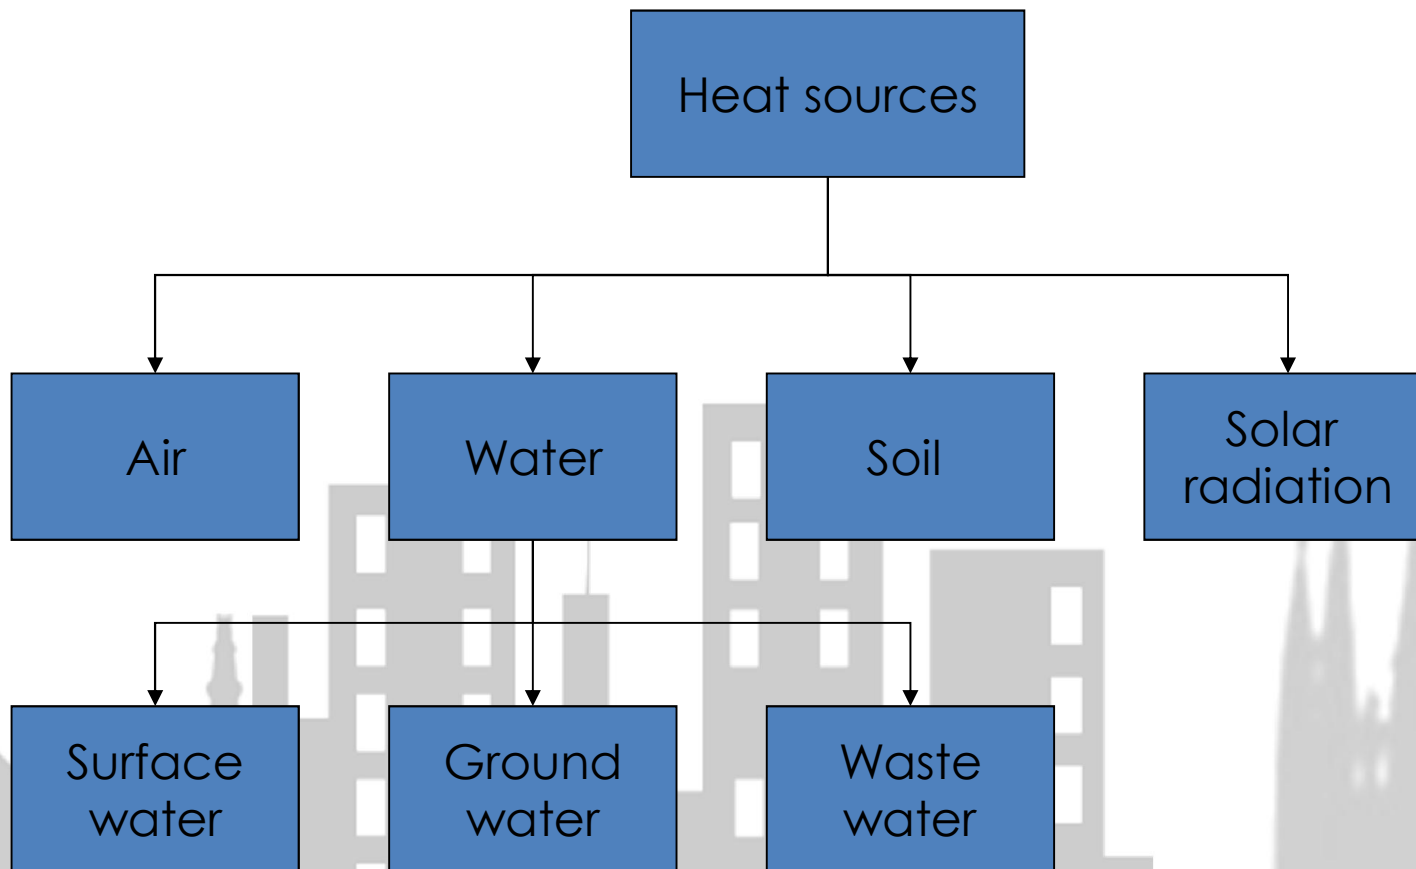 Heat sources
Air
Water
Soil
Solar
radiation
Surface
water
Ground
water
Waste
water